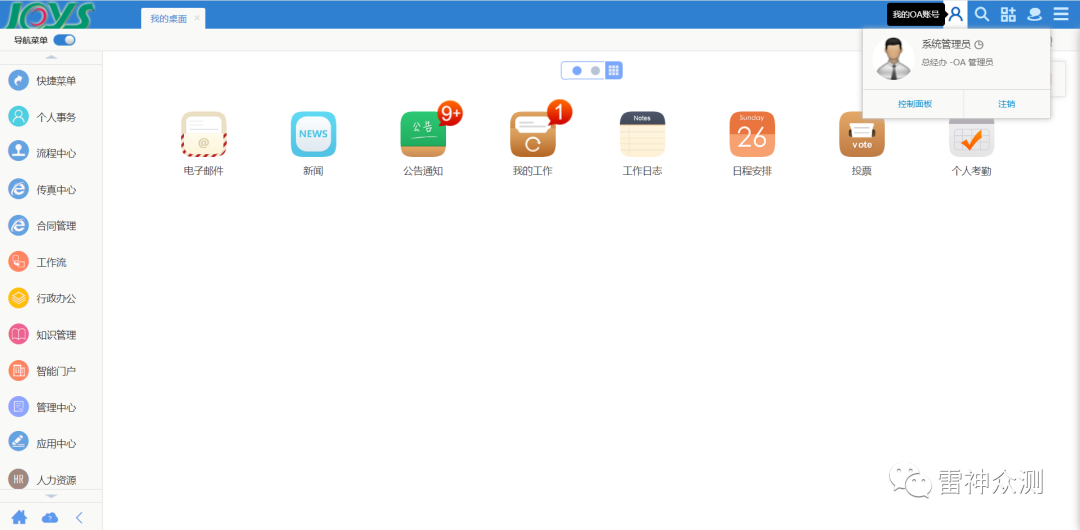 JOYS
我的桌面
我的OA账号
导航菜单
系统管理员
总经办 -OA 管理员
控制面板
注销
快捷菜单
个人事务
流程中心
传真中心
合同管理
工作流
行政办公
知识管理
智能门户
管理中心
应用中心
HR
人力资源
@
电子邮件
NEWS
新闻
公告
9+
公告通知
1
我的工作
Notes
工作日志
Sunday
26
日程安排
vote
投票
个人考勤
雷神众测